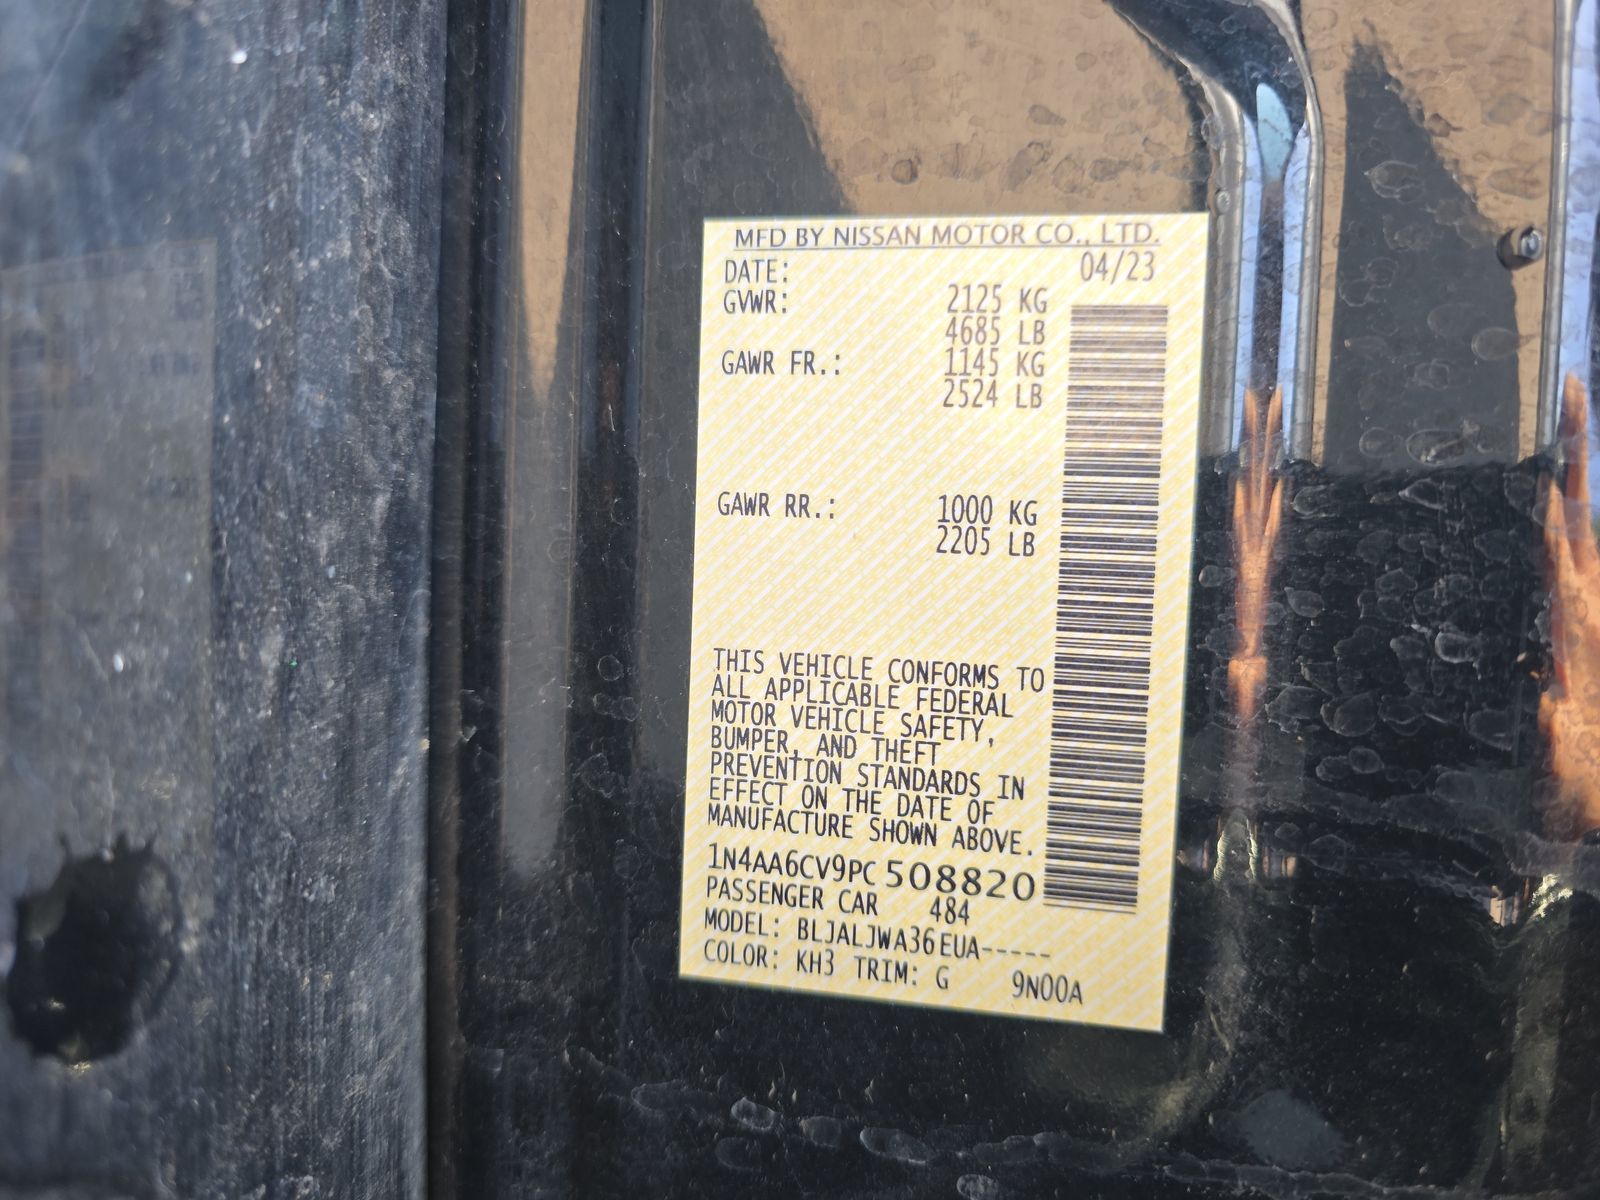 MFD BY NISSAN MOTOR CO., LTD.
DATE: 04/23
GVWR: 2125 KG
4685 LB
GAWR FR.: 1145 KG
2524 LB
GAWR RR.: 1000 KG
2205 LB
THIS VEHICLE CONFORMS TO
ALL APPLICABLE FEDERAL
MOTOR VEHICLE SAFETY,
BUMPER, AND THEFT
PREVENTION STANDARDS IN
EFFECT ON THE DATE OF
MANUFACTURE SHOWN ABOVE.
1N4AA6CV9PC508820
PASSENGER CAR 484
MODEL: BLJALJWA36EUA-----
COLOR: KH3 TRIM: G 9N00A